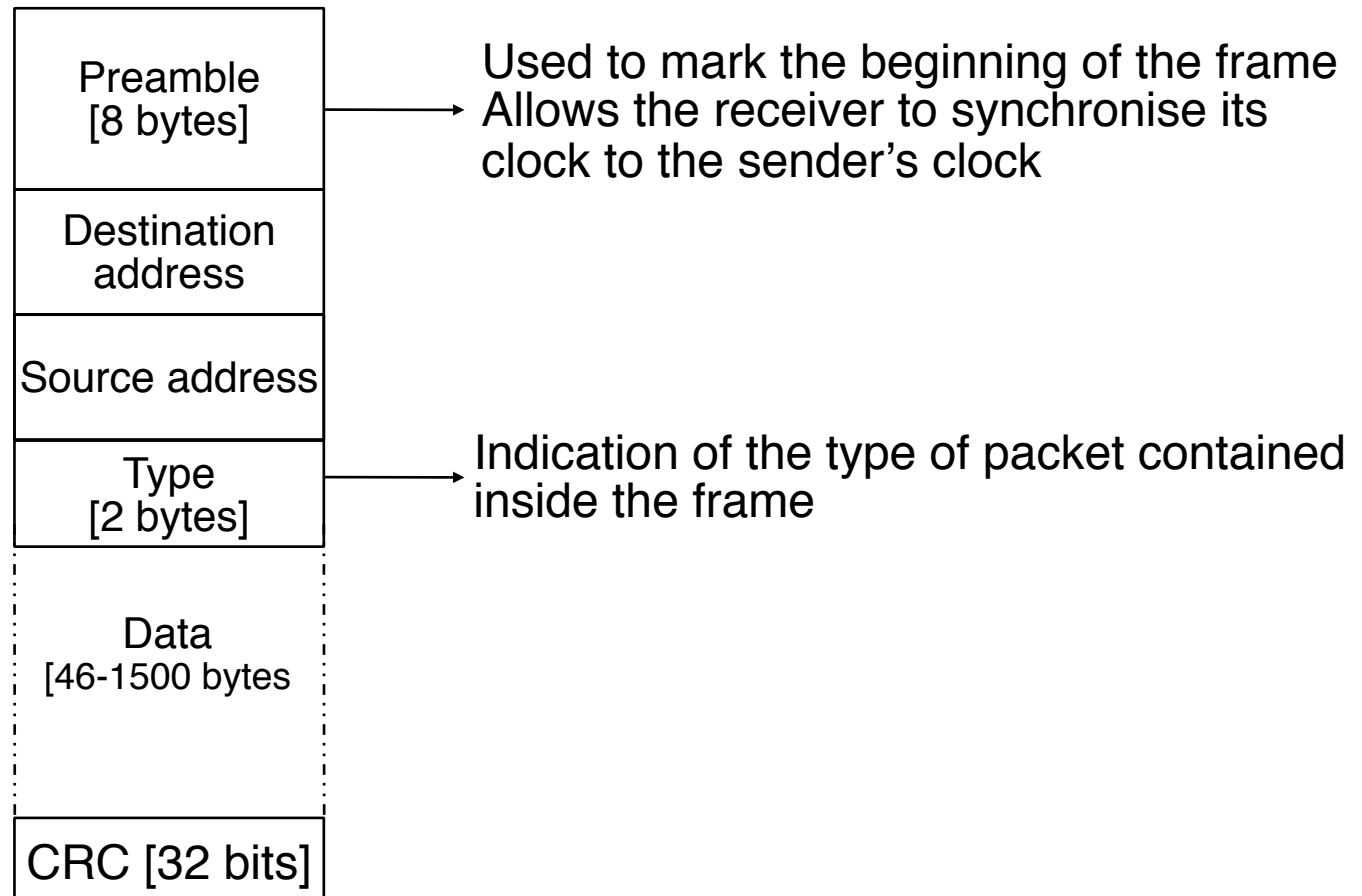 Preamble
[8 bytes]
Used to mark the beginning of the frame
Allows the receiver to synchronise its
clock to the sender's clock
Destination
address
Source address
Type
[2 bytes]
Indication of the type of packet contained
inside the frame
Data
[46-1500 bytes
CRC [32 bits]